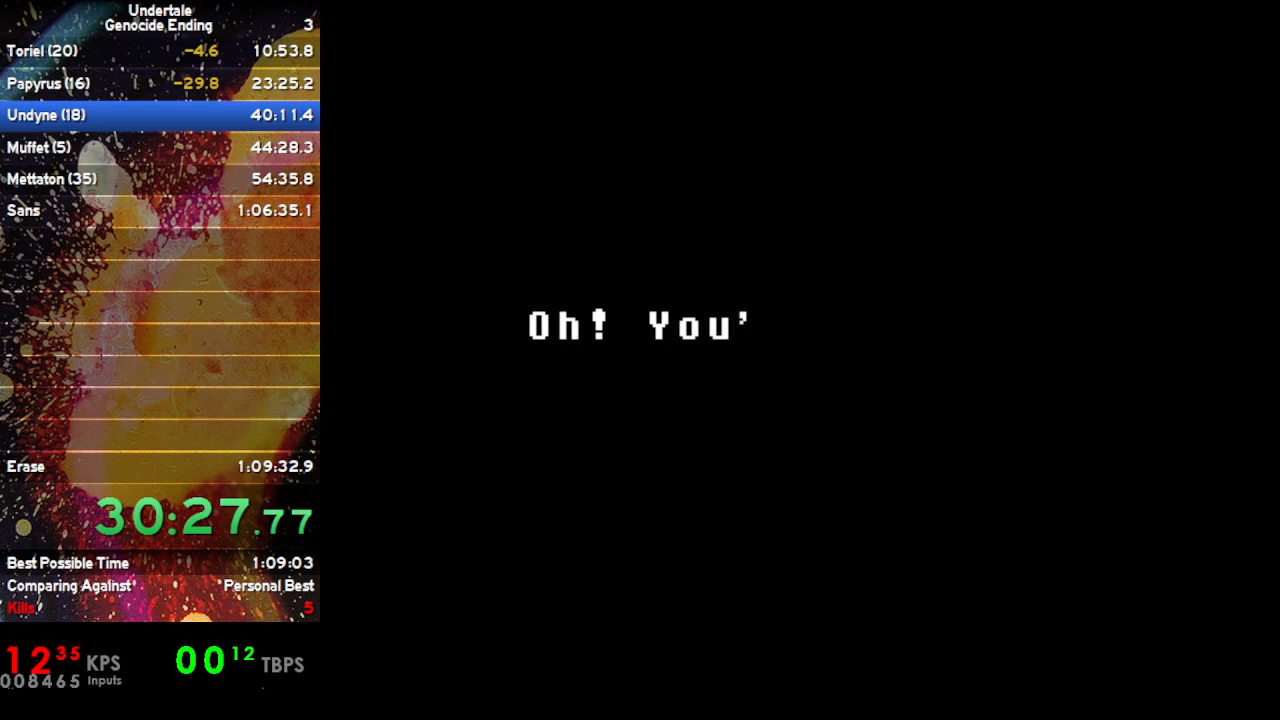 Undertale
Genocide Ending 3
Toriel (20) −4.6 10:53.8
Papyrus (16) −29.8 23:25.2
Undyne (18) 40:11.4
Muffet (5) 44:28.3
Mettaton (35) 54:35.8
Sans 1:06:35.1
Erase 1:09:32.9
30:27.77
Best Possible Time 1:09:03
Comparing Against Personal Best
Kills 5
12 35 KPS 00 12 TBPS
008465 Inputs
Oh! You'